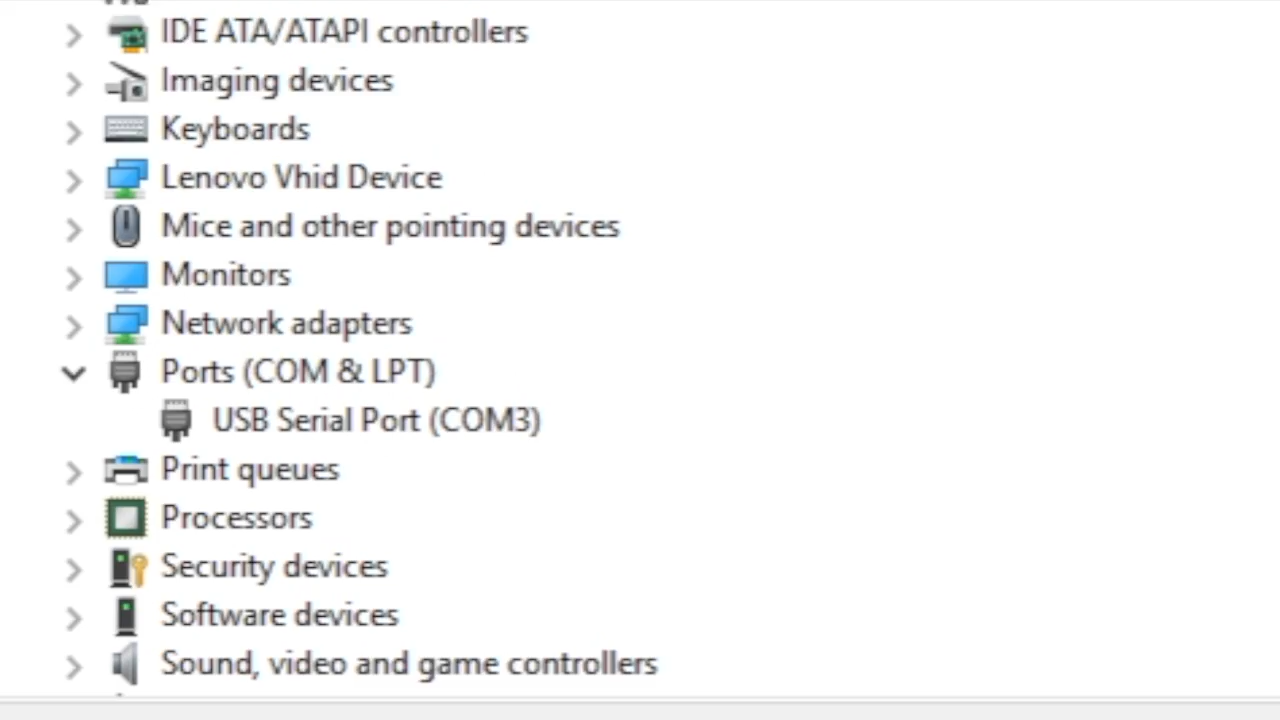 IDE ATA/ATAPI controllers
Imaging devices
Keyboards
Lenovo Vhid Device
Mice and other pointing devices
Monitors
Network adapters
Ports (COM & LPT)
USB Serial Port (COM3)
Print queues
Processors
Security devices
Software devices
Sound, video and game controllers